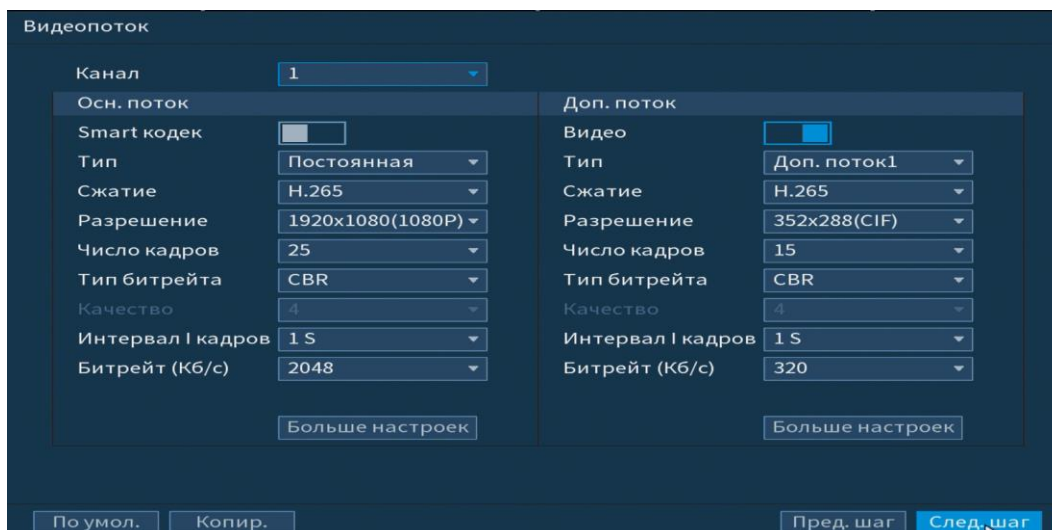 Видеопоток
Канал 1
Осн. поток
Smart кодек
Тип Постоянная
Сжатие H.265
Разрешение 1920x1080(1080P)
Число кадров 25
Тип битрейта CBR
Качество 4
Интервал I кадров 1 S
Битрейт (Кб/с) 2048
Больше настроек
Доп. поток
Видео
Тип Доп. поток1
Сжатие H.265
Разрешение 352x288(CIF)
Число кадров 15
Тип битрейта CBR
Качество 4
Интервал I кадров 1 S
Битрейт (Кб/с) 320
Больше настроек
По умол. Копир. Пред. шаг След. шаг